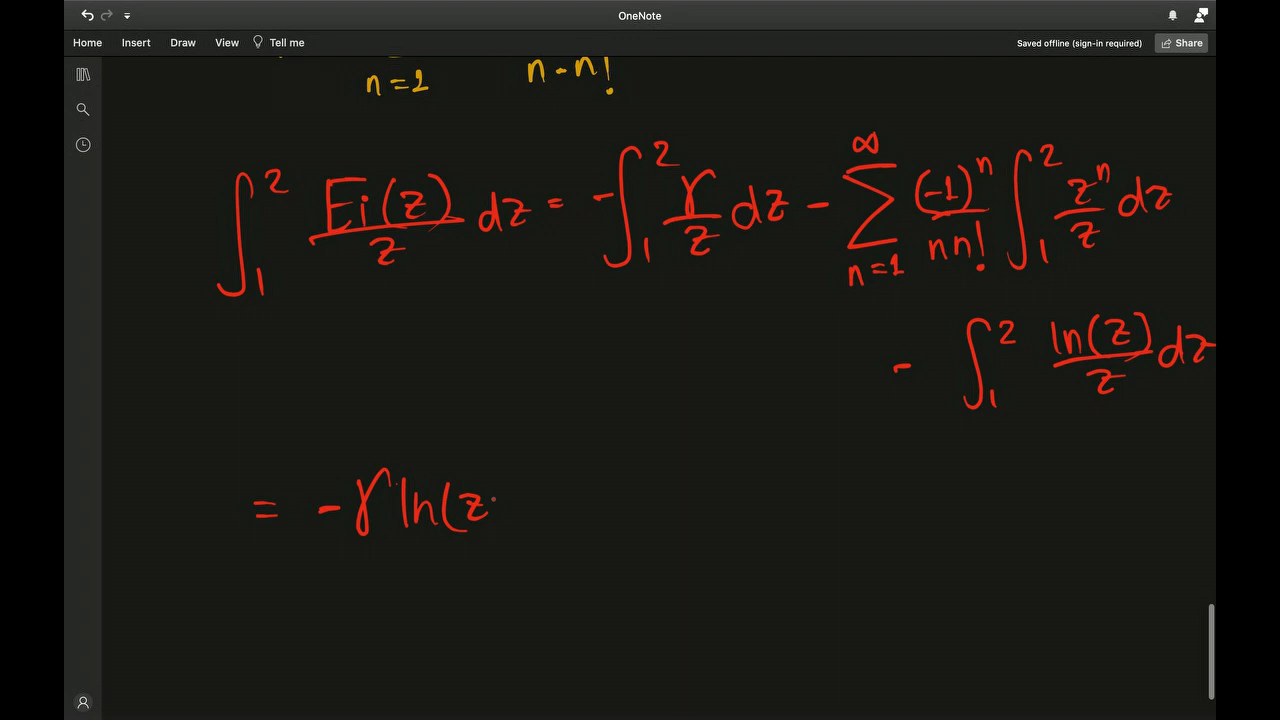 OneNote
Home Insert Draw View Tell me Saved offline (sign-in required) Share
n=1 n-n!
∫₁² Ei(z)/z dz = -∫₁² γ/z dz - ∑_{n=1}^{∞} (-1)ⁿ/nn! ∫₁² zⁿ/z dz
- ∫₁² ln(z)/z dz
= -γ ln(z